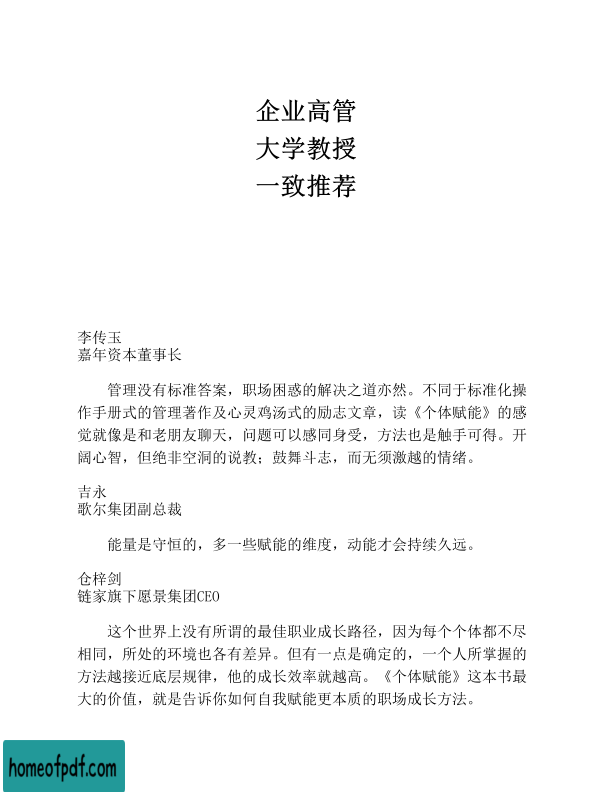 企业高管
大学教授
一致推荐
李传玉
嘉年资本董事长
管理没有标准答案，职场困惑的解决之道亦然。不同于标准化操
作手册式的管理著作及心灵鸡汤式的励志文章，读《个体赋能》的感
觉就像是和老朋友聊天，问题可以感同身受，方法也是触手可得。开
阔心智，但绝非空洞的说教；鼓舞斗志，而无须激越的情绪。
吉永
歌尔集团副总裁
能量是守恒的，多一些赋能的维度，动能才会持续久远。
仓梓剑
链家旗下愿景集团CEO
这个世界上没有所谓的最佳职业成长路径，因为每个个体都不尽
相同，所处的环境也各有差异。但有一点是确定的，一个人所掌握的
方法越接近底层规律，他的成长效率就越高。《个体赋能》这本书最
大的价值，就是告诉你如何自我赋能更本质的职场成长方法。
homeofpdf.com